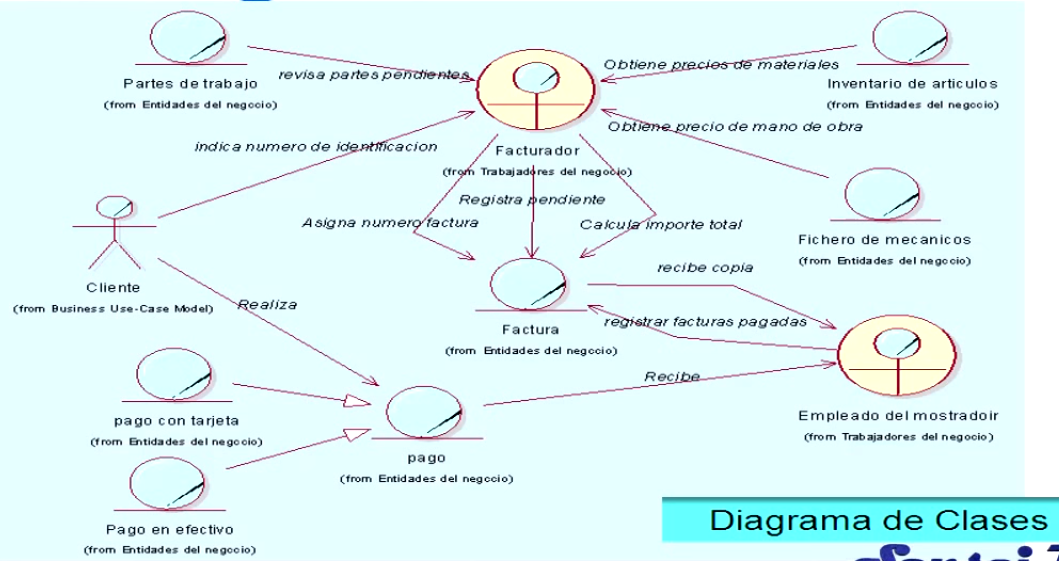 Partes de trabajo
(from Entidades del negocio)
revisa partes pendientes
Obtiene precios de materiales
Inventario de articulos
(from Entidades del negocio)
Obtiene precio de mano de obra
indica numero de identificacion
Facturador
(from Trabajadores del negocio)
Registra pendiente
Asigna numero factura
Calcula importe total
Fichero de mecanicos
(from Entidades del negocio)
recibe copia
Cliente
(from Business Use-Case Model)
Realiza
Factura
(from Entidades del negocio)
registrar facturas pagadas
Recibe
Empleado del mostradoir
(from Trabajadores del negocio)
pago con tarjeta
(from Entidades del negocio)
pago
(from Entidades del negocio)
Pago en efectivo
(from Entidades del negocio)
Diagrama de Clases